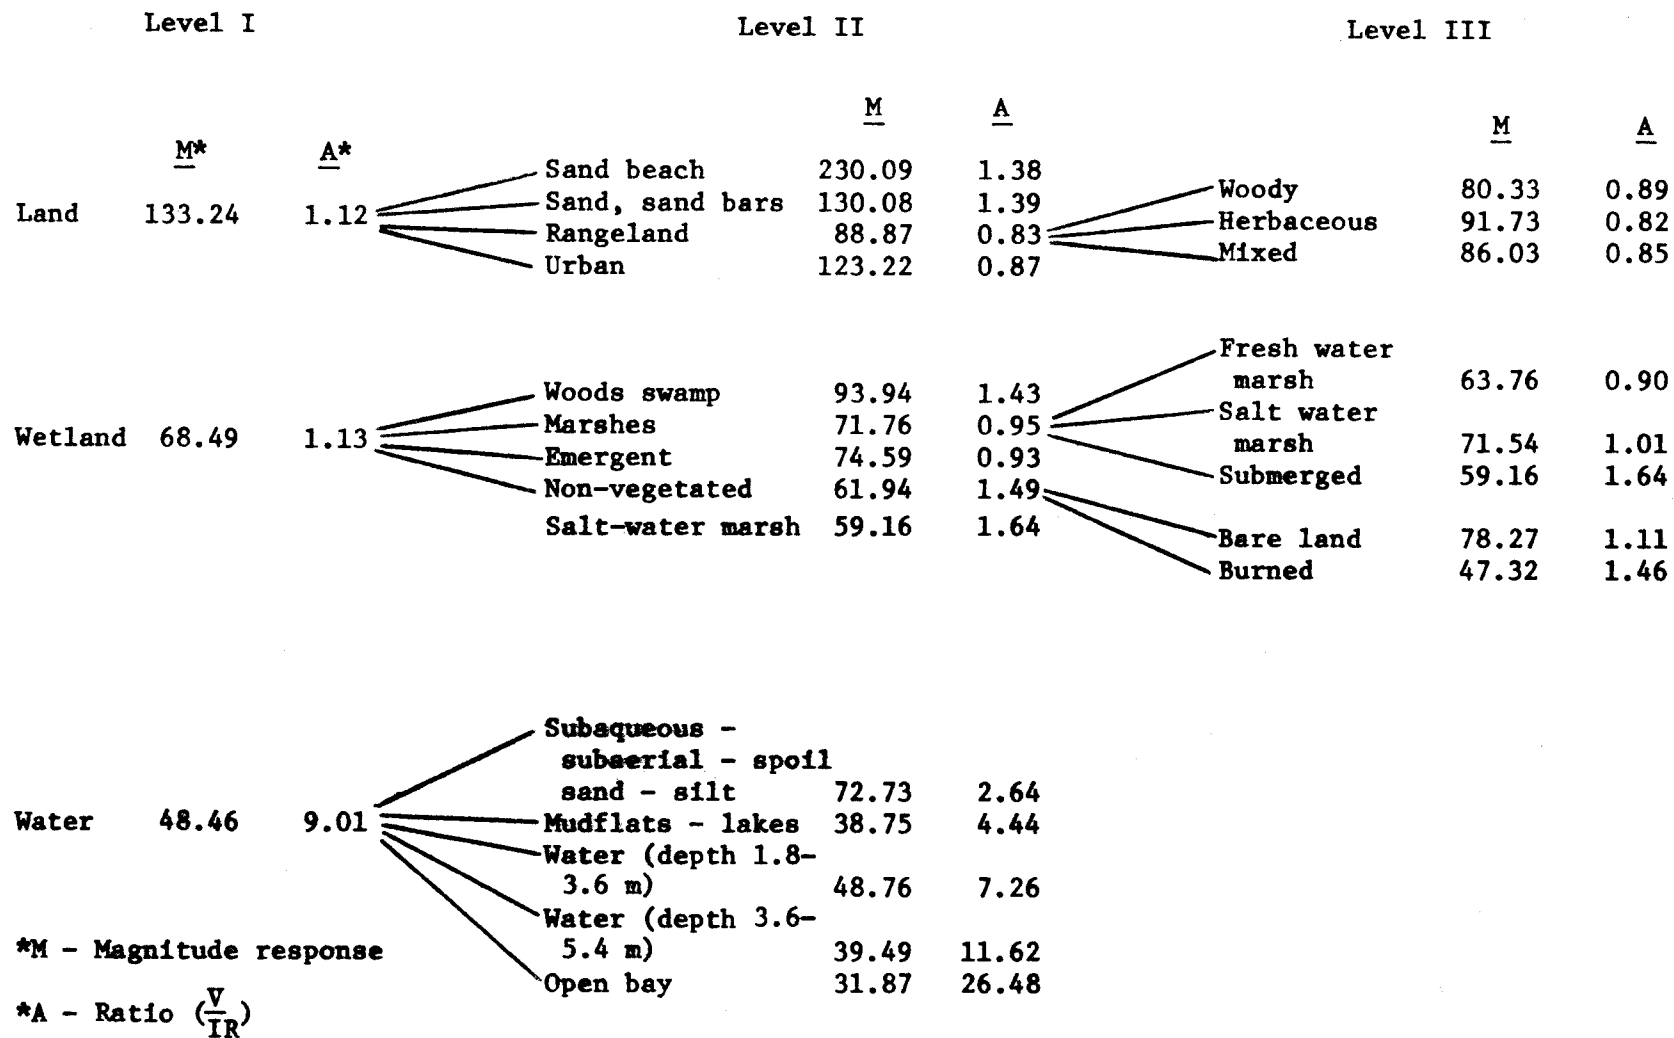 Level I Level II Level III
M A
M A
M* A*
Sand beach 230.09 1.38
Woody 80.33 0.89
Land 133.24 1.12 Sand, sand bars 130.08 1.39
Herbaceous 91.73 0.82
Rangeland 88.87 0.83
Mixed 86.03 0.85
Urban 123.22 0.87
Fresh water
marsh 63.76 0.90
Woods swamp 93.94 1.43
Salt water
Marshes 71.76 0.95
Wetland 68.49 1.13
marsh 71.54 1.01
Emergent 74.59 0.93
Submerged 59.16 1.64
Non-vegetated 61.94 1.49
Salt-water marsh 59.16 1.64
Bare land 78.27 1.11
Burned 47.32 1.46
Subaqueous -
subaerial - spoil
sand - silt 72.73 2.64
Water 48.46 9.01 Mudflats - lakes 38.75 4.44
Water (depth 1.8-
3.6 m) 48.76 7.26
Water (depth 3.6-
5.4 m) 39.49 11.62
*M - Magnitude response
Open bay 31.87 26.48
*A - Ratio (V/IR)